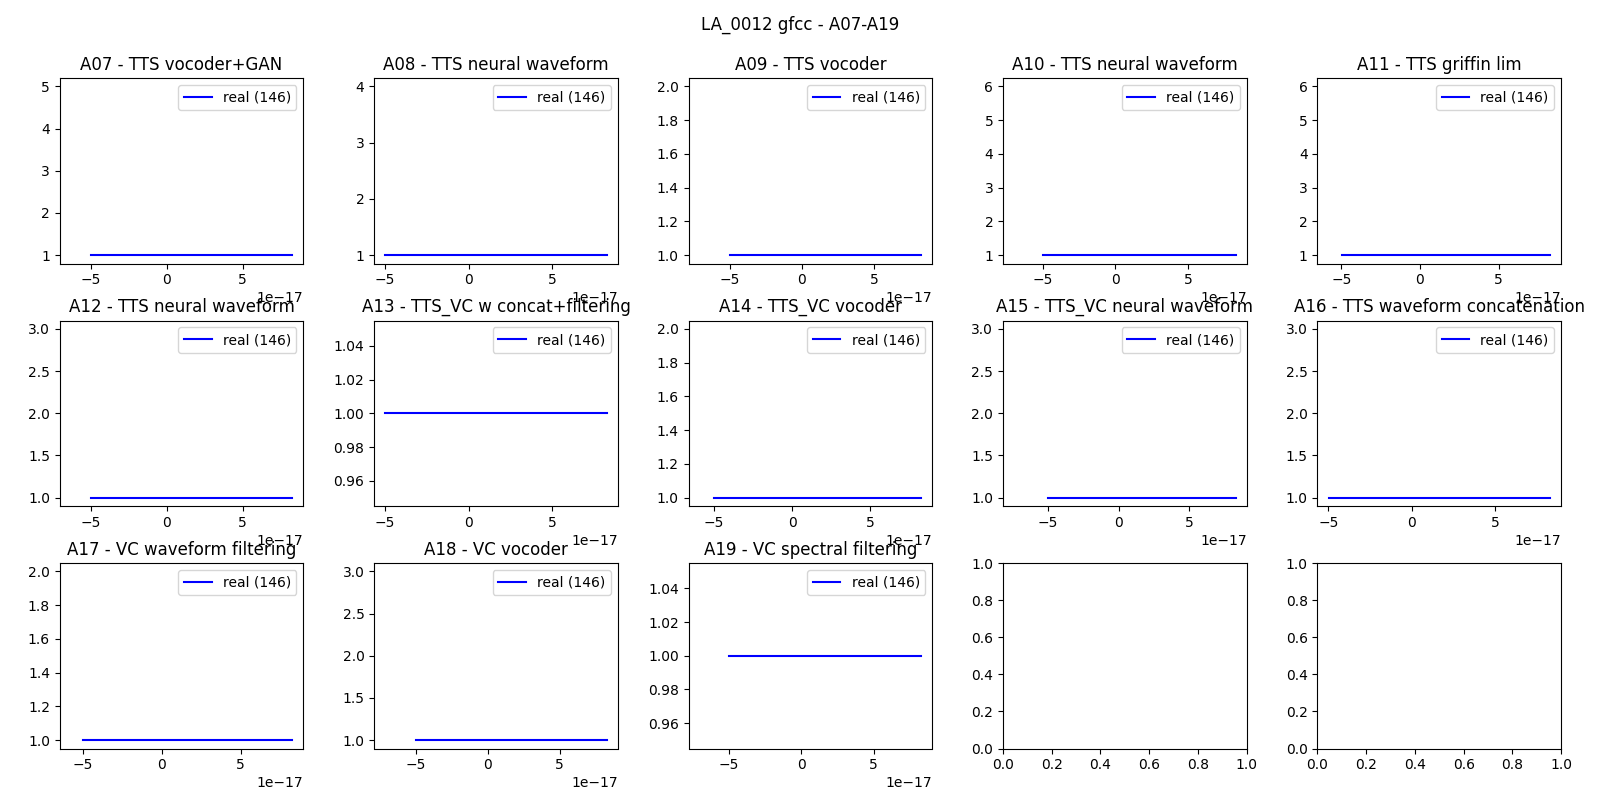 LA_0012 gfcc - A07-A19
A07 - TTS vocoder+GAN
5
4
3
2
1
real (146)
−5 0 5
1e−17
A08 - TTS neural waveform
4
3
2
1
real (146)
−5 0 5
1e−17
A09 - TTS vocoder
2.0
1.8
1.6
1.4
1.2
1.0
real (146)
−5 0 5
1e−17
A10 - TTS neural waveform
6
5
4
3
2
1
real (146)
−5 0 5
1e−17
A11 - TTS griffin lim
6
5
4
3
2
1
real (146)
−5 0 5
1e−17
A12 - TTS neural waveform
3.0
2.5
2.0
1.5
1.0
real (146)
−5 0 5
1e−17
A13 - TTS_VC w concat+filtering
1.04
1.02
1.00
0.98
0.96
real (146)
−5 0 5
1e−17
A14 - TTS_VC vocoder
2.0
1.8
1.6
1.4
1.2
1.0
real (146)
−5 0 5
1e−17
A15 - TTS_VC neural waveform
3.0
2.5
2.0
1.5
1.0
real (146)
−5 0 5
1e−17
A16 - TTS waveform concatenation
3.0
2.5
2.0
1.5
1.0
real (146)
−5 0 5
1e−17
A17 - VC waveform filtering
2.0
1.8
1.6
1.4
1.2
1.0
real (146)
−5 0 5
1e−17
A18 - VC vocoder
3.0
2.5
2.0
1.5
1.0
real (146)
−5 0 5
1e−17
A19 - VC spectral filtering
1.04
1.02
1.00
0.98
0.96
real (146)
−5 0 5
1e−17
1.0
0.8
0.6
0.4
0.2
0.0
0.0 0.2 0.4 0.6 0.8 1.0
1.0
0.8
0.6
0.4
0.2
0.0
0.0 0.2 0.4 0.6 0.8 1.0